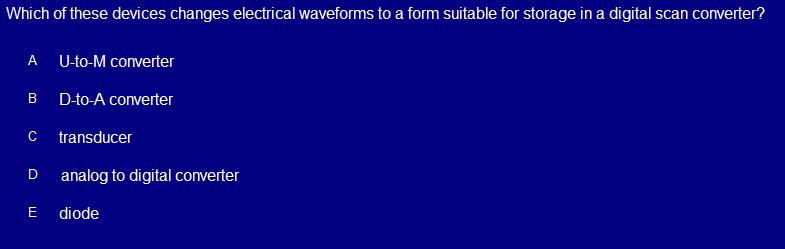 Which of these devices changes electrical waveforms to a form suitable for storage in a digital scan converter?
A U-to-M converter
B D-to-A converter
C transducer
D analog to digital converter
E diode